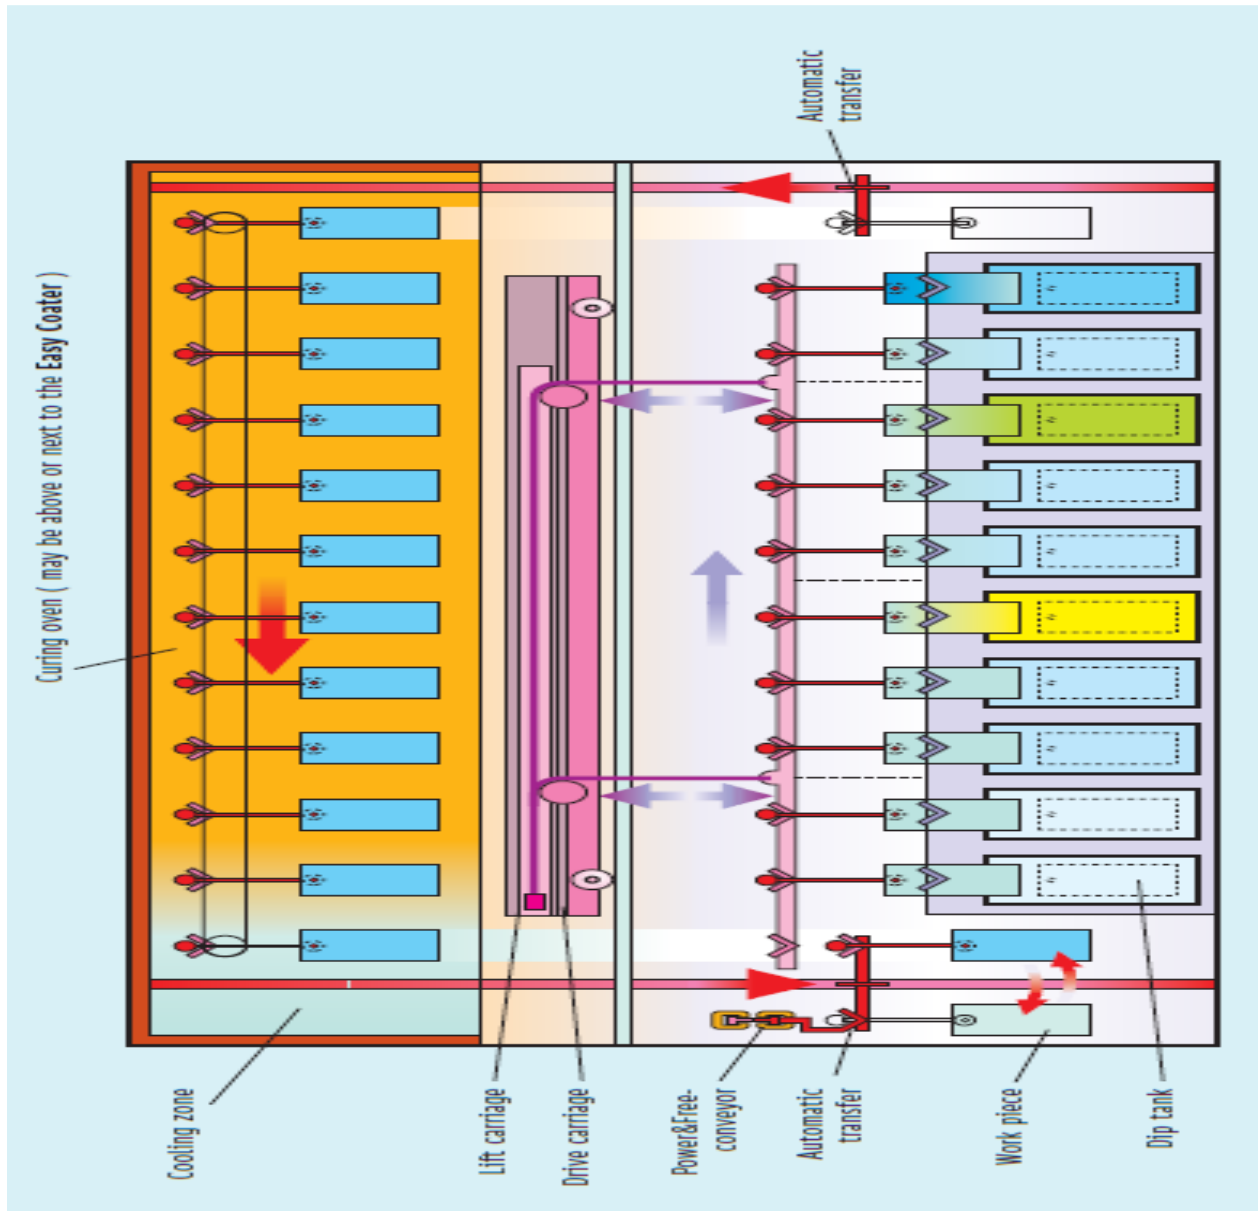 Curing oven ( may be above or next to the Easy Coater )
Automatic
transfer
Cooling zone
Lift carriage
Drive carriage
Power&Free-
conveyor
Automatic
transfer
Work piece
Dip tank